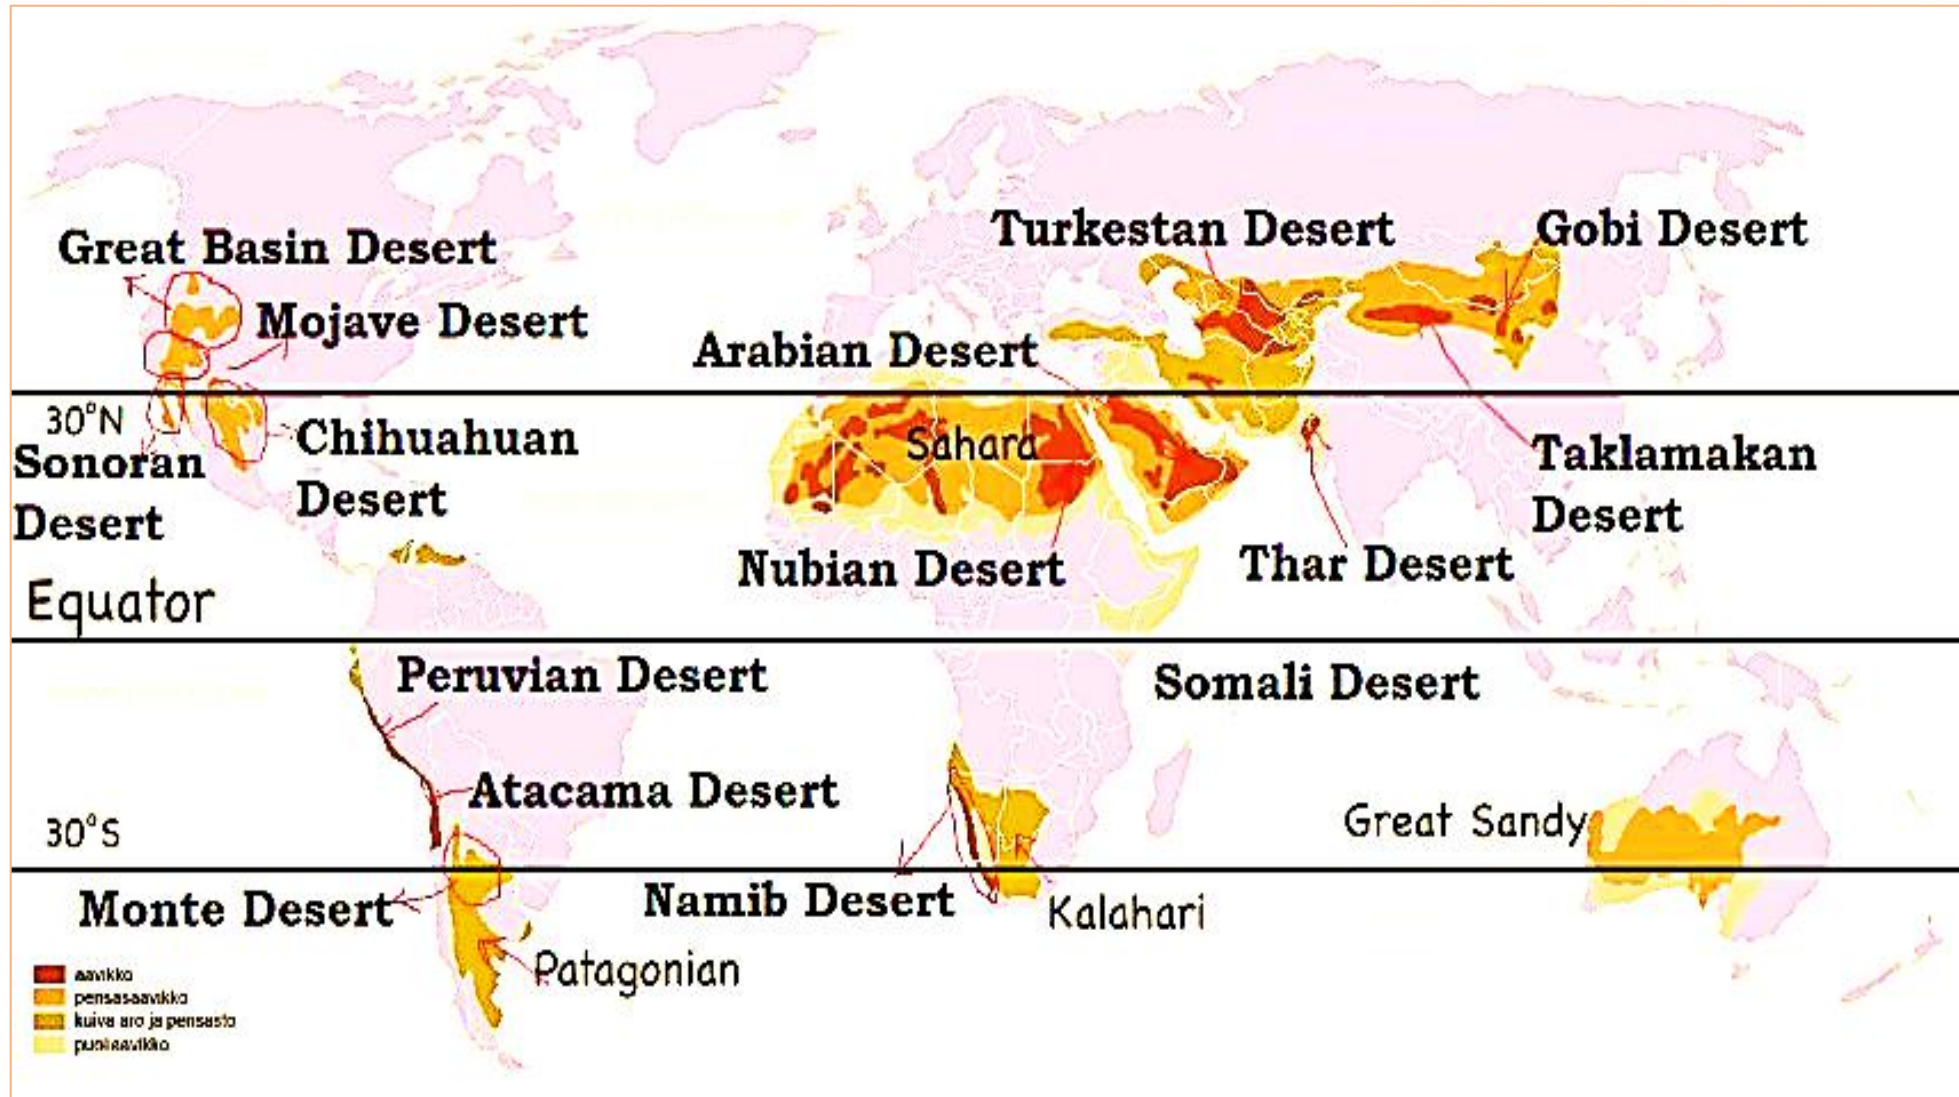 Turkestan Desert
Gobi Desert
Great Basin Desert
Mojave Desert
Arabian Desert
30°N
Sonoran
Desert
Chihuahuan
Desert
Sahara
Taklamakan
Desert
Nubian Desert
Thar Desert
Equator
Peruvian Desert
Somali Desert
Atacama Desert
30°S
Great Sandy
Monte Desert
Namib Desert
Kalahari
Patagonian
aavikko
pensasaavikko
kuiva aro ja pensasto
puoliaavikko